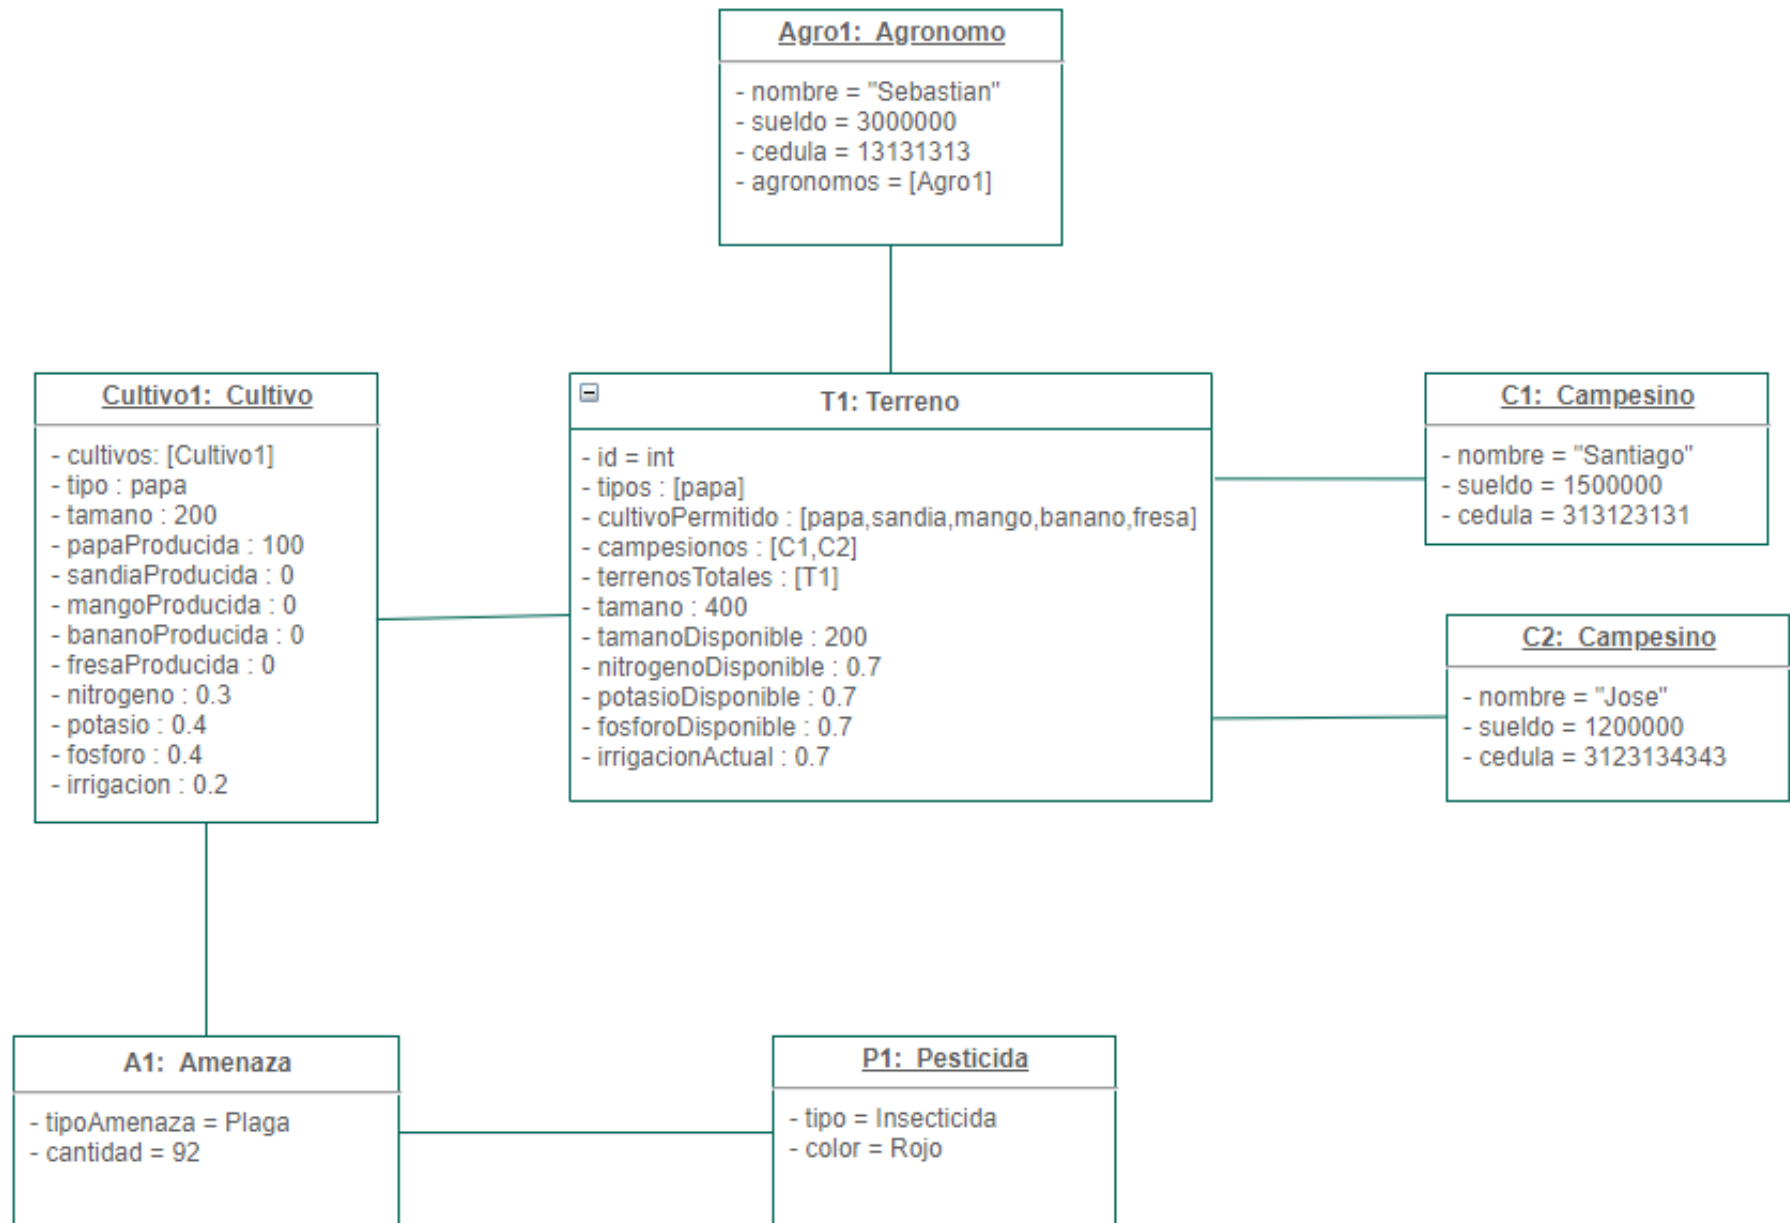 Agro1: Agronomo
- nombre = "Sebastian"
- sueldo = 3000000
- cedula = 13131313
- agronomos = [Agro1]
Cultivo1: Cultivo
- cultivos: [Cultivo1]
- tipo : papa
- tamano : 200
- papaProducida : 100
- sandiaProducida : 0
- mangoProducida : 0
- bananoProducida : 0
- fresaProducida : 0
- nitrogeno : 0.3
- potasio : 0.4
- fosforo : 0.4
- irrigacion : 0.2
T1: Terreno
- id = int
- tipos : [papa]
- cultivoPermitido : [papa,sandia,mango,banano,fresa]
- campesionos : [C1,C2]
- terrenosTotales : [T1]
- tamano : 400
- tamanoDisponible : 200
- nitrogenoDisponible : 0.7
- potasioDisponible : 0.7
- fosforoDisponible : 0.7
- irrigacionActual : 0.7
C1: Campesino
- nombre = "Santiago"
- sueldo = 1500000
- cedula = 313123131
C2: Campesino
- nombre = "Jose"
- sueldo = 1200000
- cedula = 3123134343
A1: Amenaza
- tipoAmenaza = Plaga
- cantidad = 92
P1: Pesticida
- tipo = Insecticida
- color = Rojo